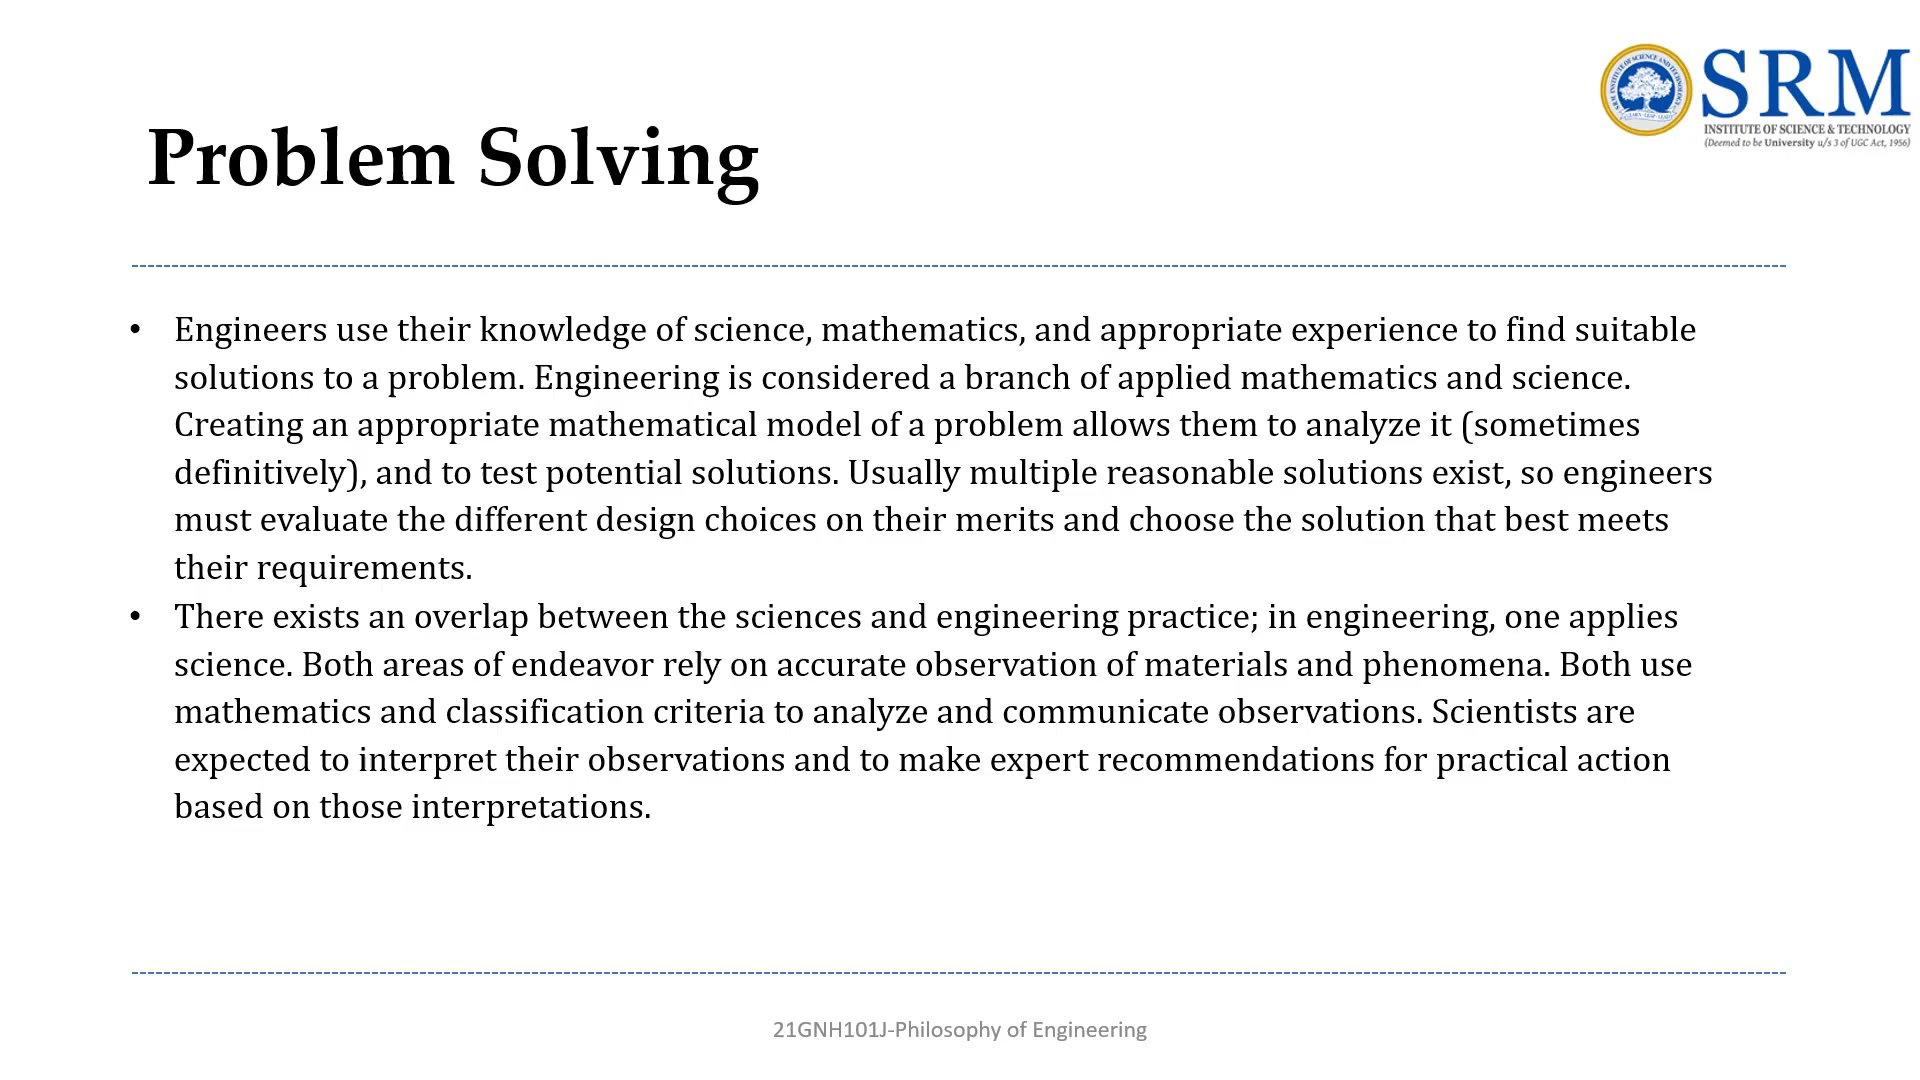 SRM
INSTITUTE OF SCIENCE & TECHNOLOGY
(Deemed to be University u/s 3 of UGC Act, 1956)
Problem Solving
• Engineers use their knowledge of science, mathematics, and appropriate experience to find suitable
solutions to a problem. Engineering is considered a branch of applied mathematics and science.
Creating an appropriate mathematical model of a problem allows them to analyze it (sometimes
definitively), and to test potential solutions. Usually multiple reasonable solutions exist, so engineers
must evaluate the different design choices on their merits and choose the solution that best meets
their requirements.
• There exists an overlap between the sciences and engineering practice; in engineering, one applies
science. Both areas of endeavor rely on accurate observation of materials and phenomena. Both use
mathematics and classification criteria to analyze and communicate observations. Scientists are
expected to interpret their observations and to make expert recommendations for practical action
based on those interpretations.
21GNH101J-Philosophy of Engineering